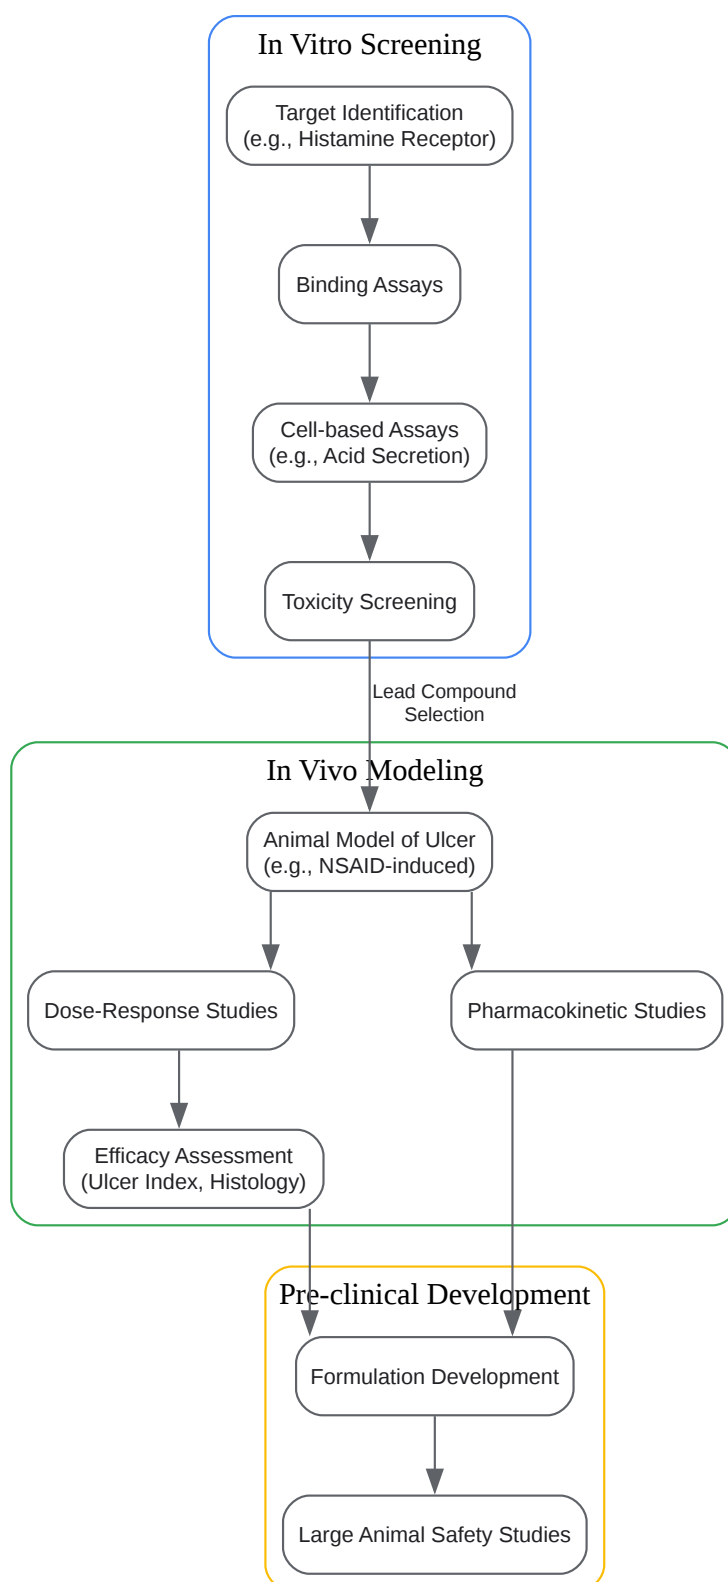 In Vitro Screening
Target Identification
(e.g., Histamine Receptor)
Binding Assays
Cell-based Assays
(e.g., Acid Secretion)
Toxicity Screening
Lead Compound
Selection
In Vivo Modeling
Animal Model of Ulcer
(e.g., NSAID-induced)
Dose-Response Studies
Pharmacokinetic Studies
Efficacy Assessment
(Ulcer Index, Histology)
Pre-clinical Development
Formulation Development
Large Animal Safety Studies